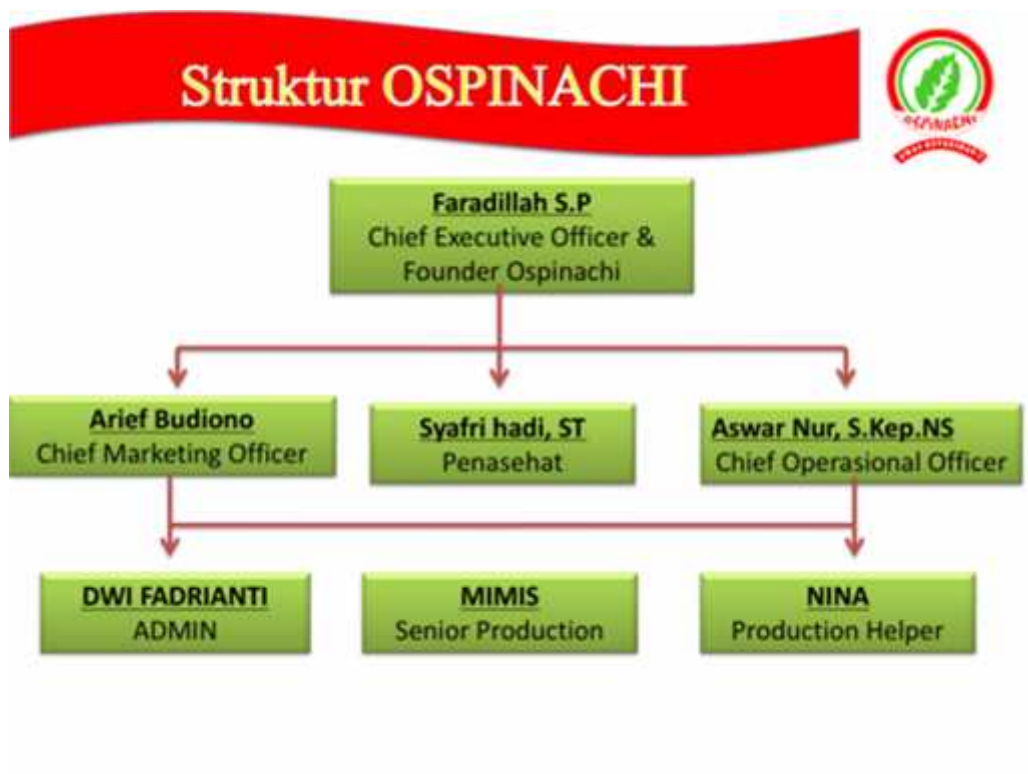 Struktur OSPINACHI
OSPINACHI
Faradillah S.P
Chief Executive Officer &
Founder Ospinachi
Arief Budiono
Chief Marketing Officer
Syafri hadi, ST
Penasehat
Aswar Nur, S.Kep.NS
Chief Operasional Officer
DWI FADRIANTI
ADMIN
MIMIS
Senior Production
NINA
Production Helper